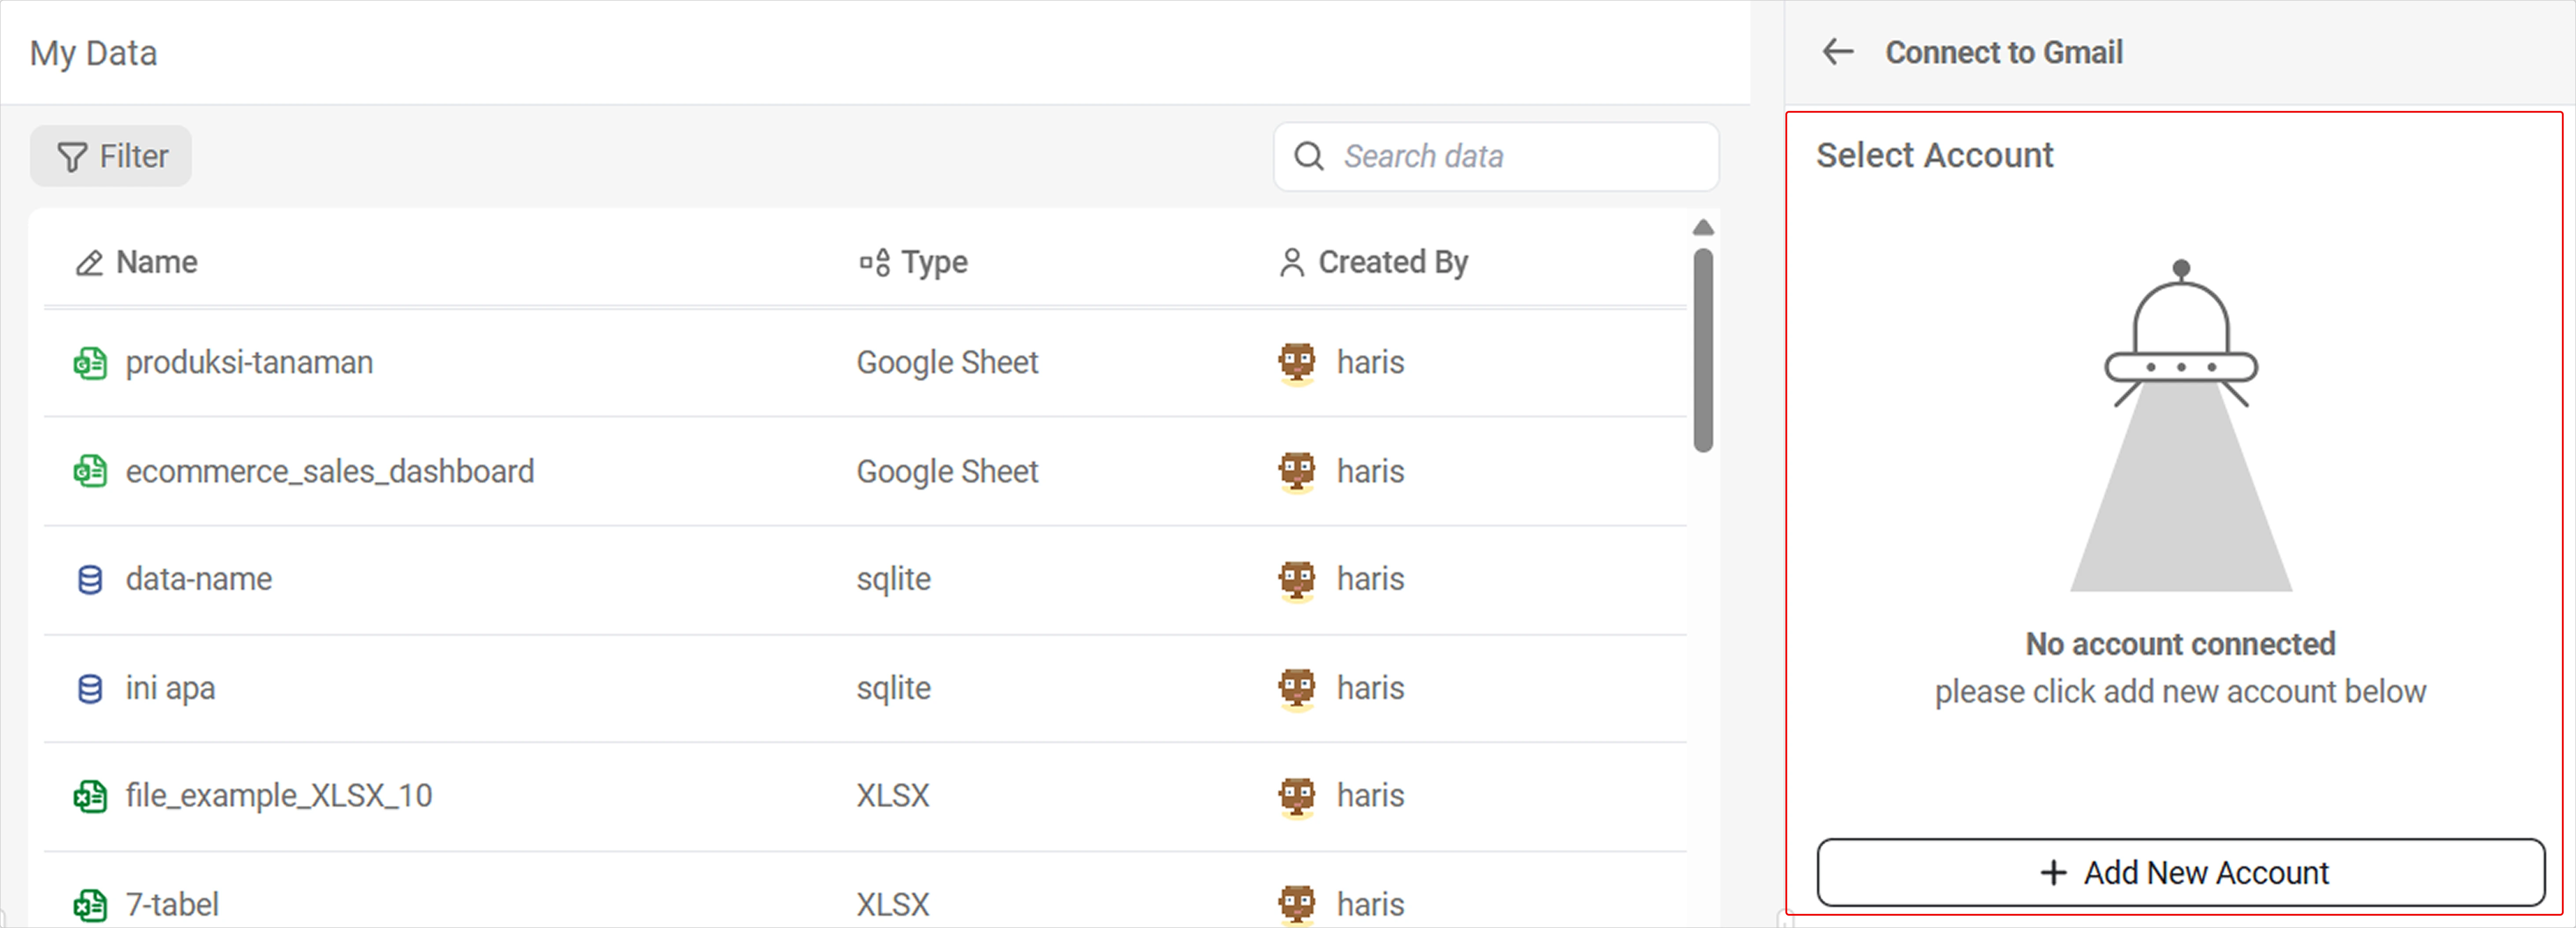 My Data
Filter
Search data
Name Type Created By
produksi-tanaman Google Sheet haris
ecommerce_sales_dashboard Google Sheet haris
data-name sqlite haris
ini apa sqlite haris
file_example_XLSX_10 XLSX haris
7-tabel XLSX haris
Connect to Gmail
Select Account
No account connected
please click add new account below
+ Add New Account